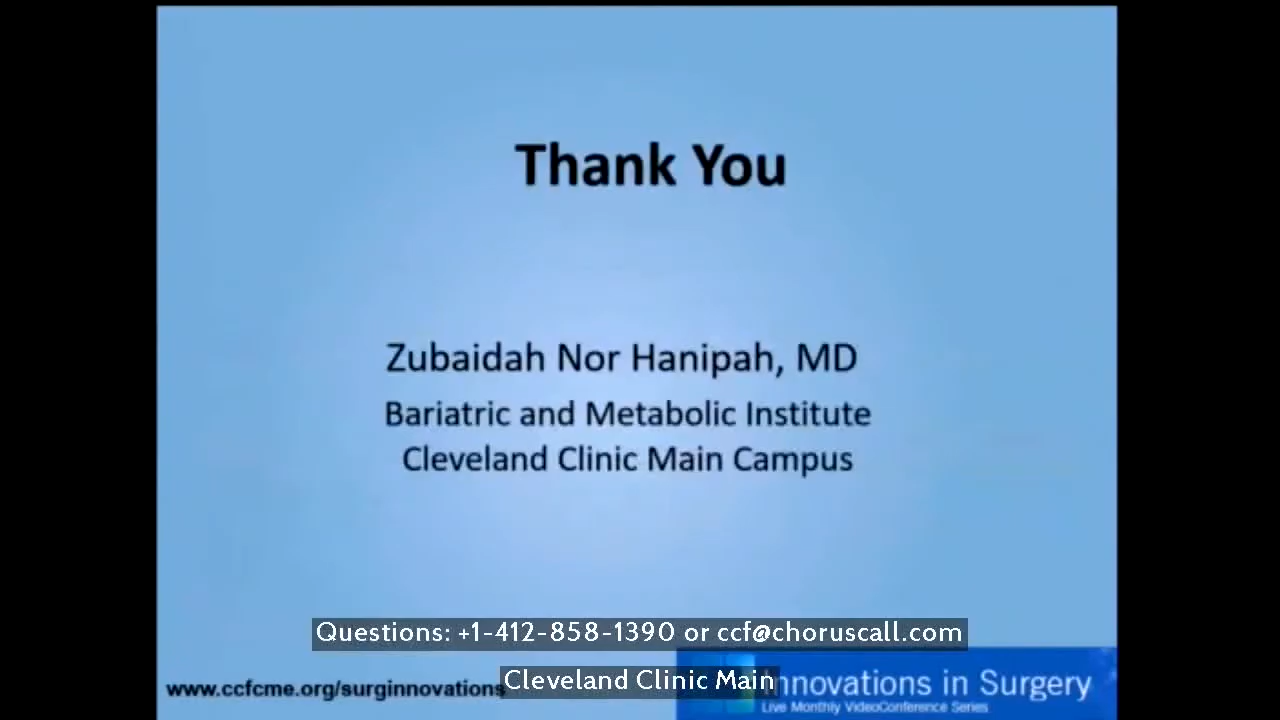 Thank You
Zubaidah Nor Hanipah, MD
Bariatric and Metabolic Institute
Cleveland Clinic Main Campus
Questions: +1-412-858-1390 or ccf@choruscall.com
www.ccfcme.org/surginnovations
Cleveland Clinic Main
Innovations in Surgery
Live Monthly VideoConference Series